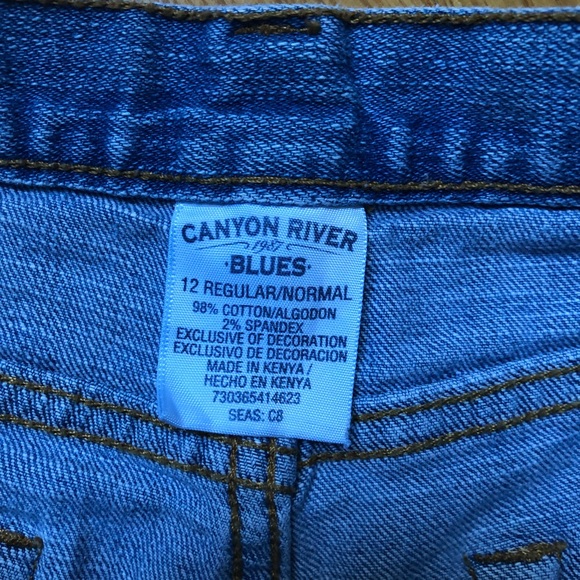 CANYON RIVER
1987
·BLUES·
12 REGULAR/NORMAL
98% COTTON/ALGODON
2% SPANDEX
EXCLUSIVE OF DECORATION
EXCLUSIVO DE DECORACION
MADE IN KENYA/
HECHO EN KENYA
730365414623
SEAS: C8